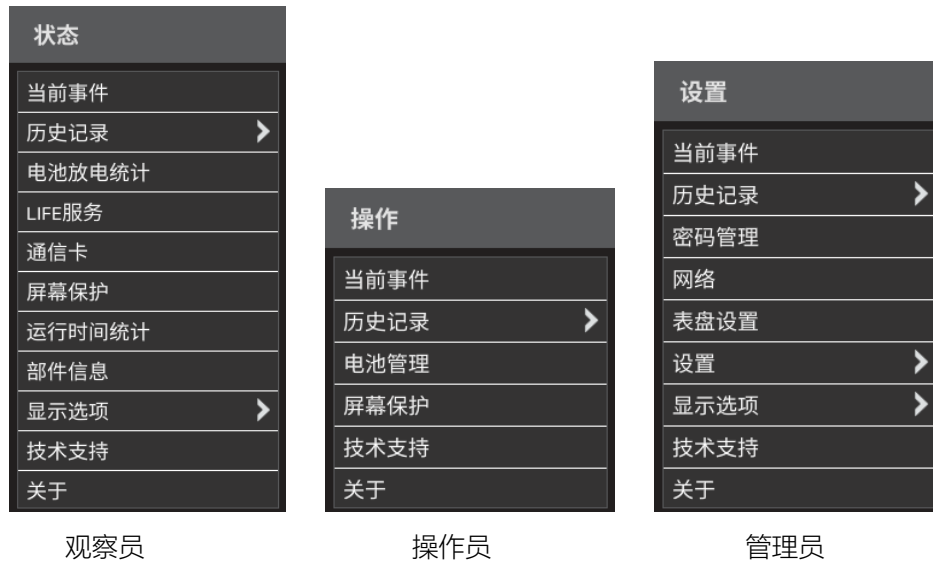 状态
当前事件
历史记录
电池放电统计
LIFE服务
通信卡
屏幕保护
运行时间统计
部件信息
显示选项
技术支持
关于
观察员
操作
当前事件
历史记录
电池管理
屏幕保护
技术支持
关于
操作员
设置
当前事件
历史记录
密码管理
网络
表盘设置
设置
显示选项
技术支持
关于
管理员